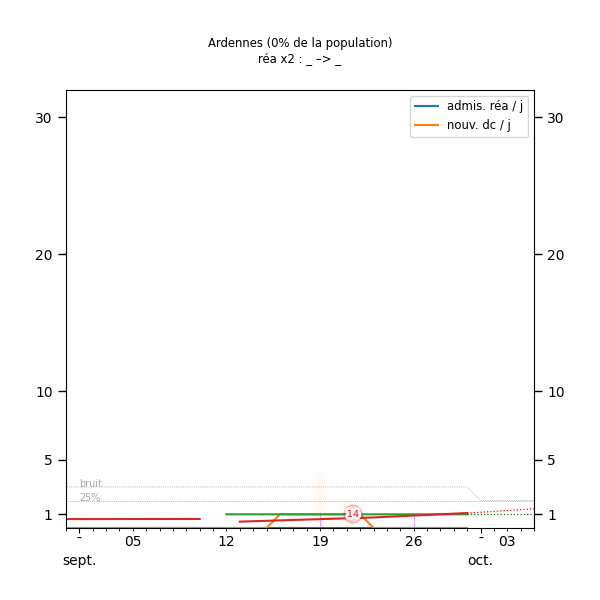 Ardennes (0% de la population)
réa x2 : _ –> _
admis. réa / j
nouv. dc / j
30 30
20 20
10 10
5 5
bruit
25%
14
1 1
- 05 12 19 26 - 03
sept. oct.